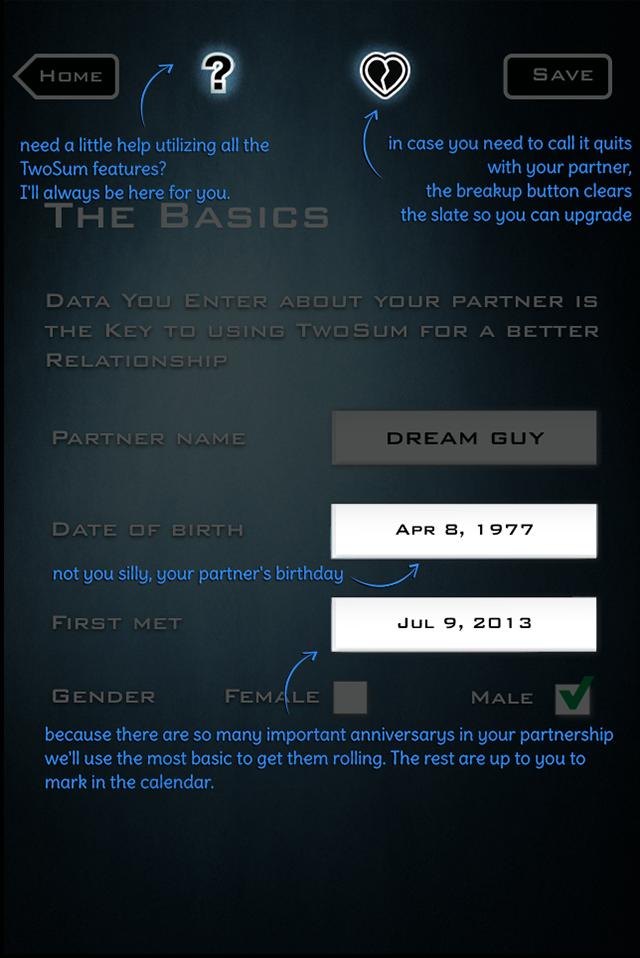 Home
?
Save
need a little help utilizing all the
TwoSum features?
I'll always be here for you.
in case you need to call it quits
with your partner,
the breakup button clears
the slate so you can upgrade
The Basics
Data You Enter about your partner is
the Key to using TwoSum for a better
Relationship
Partner name
DREAM GUY
Date of birth
Apr 8, 1977
not you silly, your partner's birthday
First met
Jul 9, 2013
Gender Female Male
because there are so many important anniversarys in your partnership
we'll use the most basic to get them rolling. The rest are up to you to
mark in the calendar.